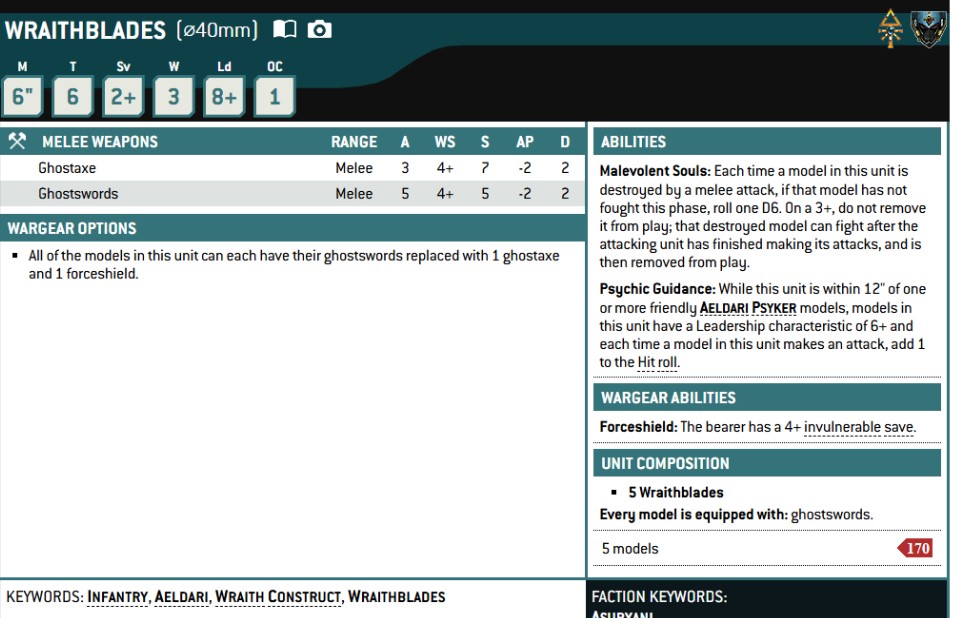 WRAITHBLADES (⌀40mm)
M T Sv W Ld OC
6" 6 2+ 3 8+ 1
MELEE WEAPONS RANGE A WS S AP D
Ghostaxe Melee 3 4+ 7 -2 2
Ghostswords Melee 5 4+ 5 -2 2
WARGEAR OPTIONS
▪ All of the models in this unit can each have their ghostswords replaced with 1 ghostaxe
and 1 forceshield.
ABILITIES
Malevolent Souls: Each time a model in this unit is
destroyed by a melee attack, if that model has not
fought this phase, roll one D6. On a 3+, do not remove
it from play; that destroyed model can fight after the
attacking unit has finished making its attacks, and is
then removed from play.
Psychic Guidance: While this unit is within 12" of one
or more friendly AELDARI PSYKER models, models in
this unit have a Leadership characteristic of 6+ and
each time a model in this unit makes an attack, add 1
to the Hit roll.
WARGEAR ABILITIES
Forceshield: The bearer has a 4+ invulnerable save.
UNIT COMPOSITION
▪ 5 Wraithblades
Every model is equipped with: ghostswords.
5 models 170
KEYWORDS: INFANTRY, AELDARI, WRAITH CONSTRUCT, WRAITHBLADES
FACTION KEYWORDS:
ASURYANI